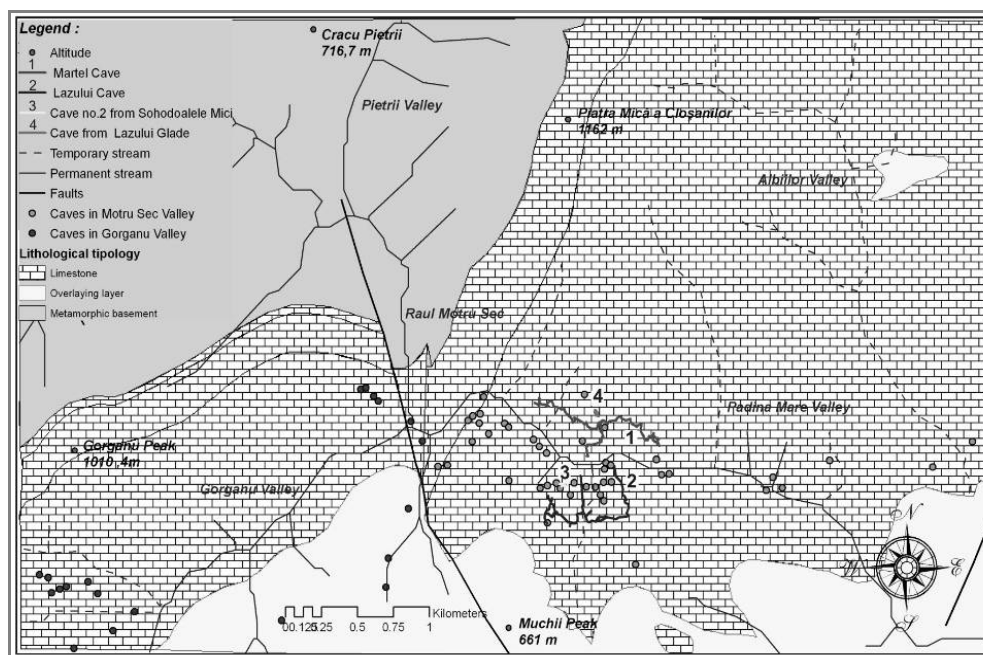 Legend :
Altitude
1
Martel Cave
2
Lazului Cave
3
Cave no.2 from Sohodoalele Mici
4
Cave from Lazului Glade
Temporary stream
Permanent stream
Faults
Caves in Motru Sec Valley
Caves in Gorganu Valley
Lithological tipology
Limestone
Overlaying layer
Metamorphic basement
Cracu Pietrii
716,7 m
Pietrii Valley
Piatra Mică a Cloşanilor
1162 m
Albiilor Valley
Raul Motru Sec
4
Padina Mare Valley
1
Gorganu Peak
1010,4m
Gorganu Valley
3
2
N
W
E
S
Kilometers
0 0.125 0.25 0.5 0.75 1
Muchii Peak
661 m